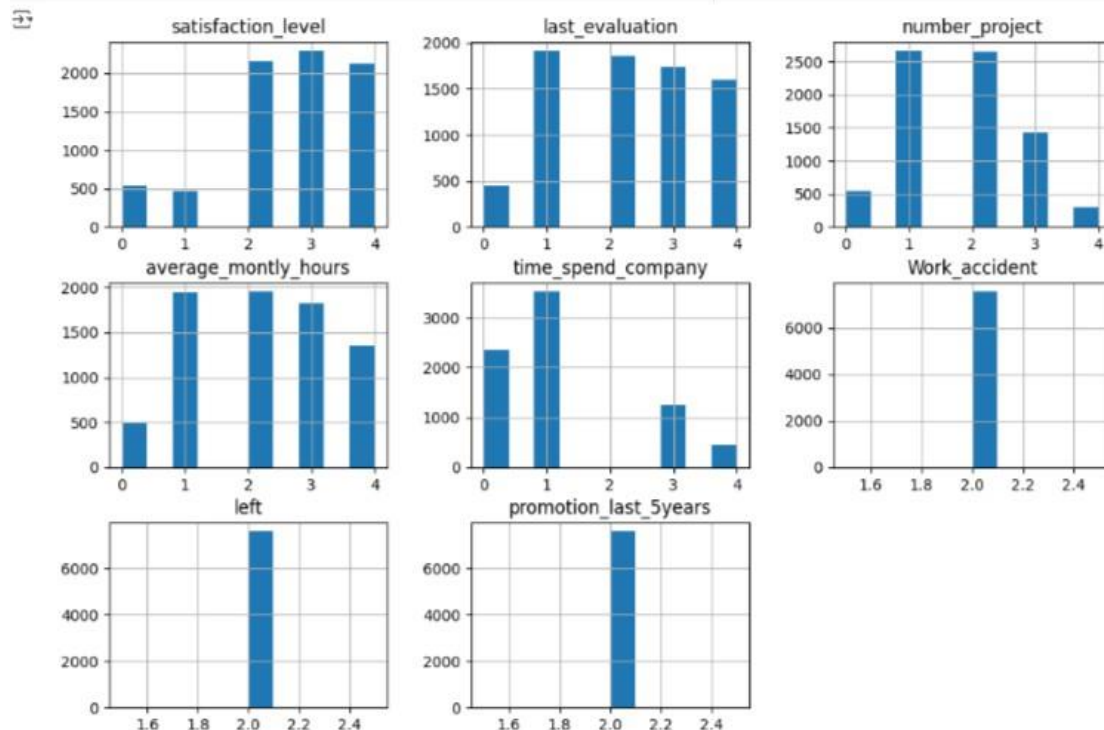 satisfaction_level
last_evaluation
number_project
2000
1500
1000
500
0
0 1 2 3 4
2000
1500
1000
500
0
0 1 2 3 4
2500
2000
1500
1000
500
0
0 1 2 3 4
average_montly_hours
time_spend_company
Work_accident
2000
1500
1000
500
0
0 1 2 3 4
3000
2000
1000
0
0 1 2 3 4
6000
4000
2000
0
1.6 1.8 2.0 2.2 2.4
left
promotion_last_5years
6000
4000
2000
0
1.6 1.8 2.0 2.2 2.4
6000
4000
2000
0
1.6 1.8 2.0 2.2 2.4